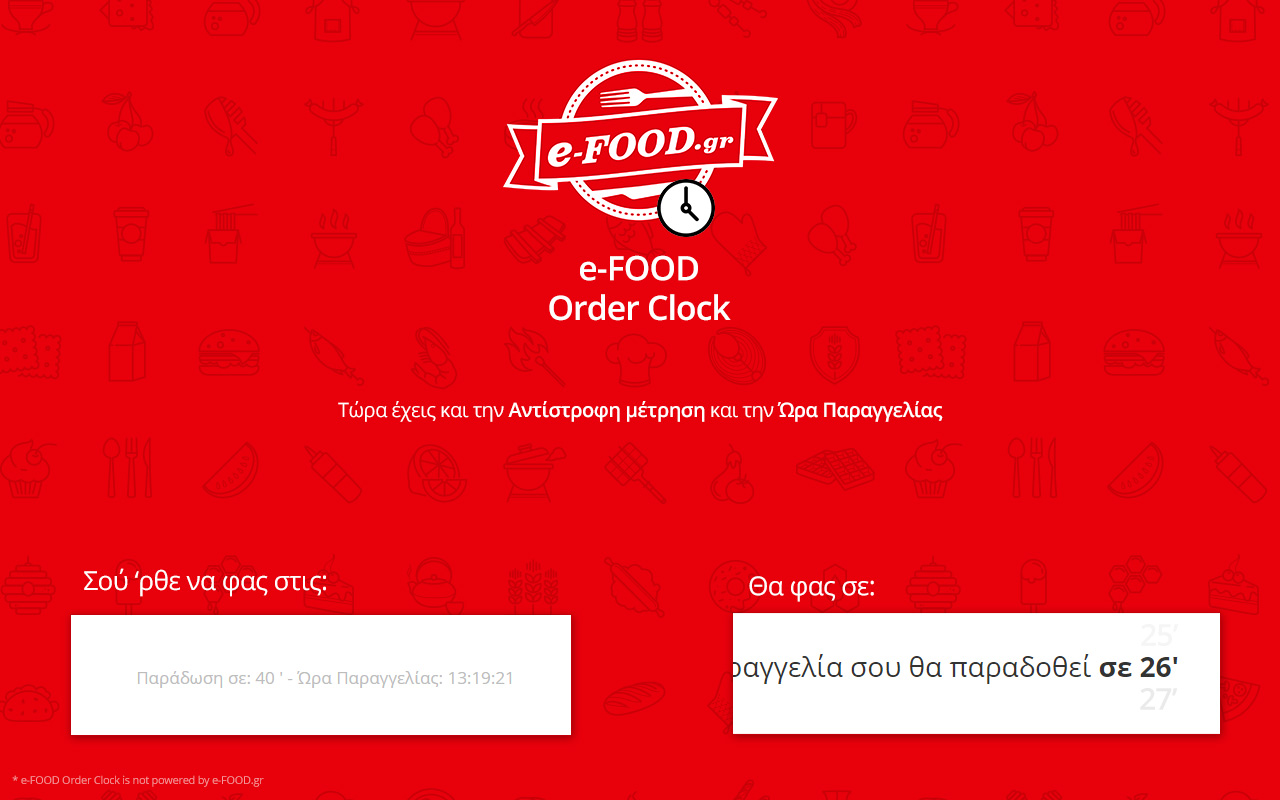 e-FOOD.gr
e-FOOD
Order Clock
Τώρα έχεις και την Αντίστροφη μέτρηση και την Ώρα Παραγγελίας
Σού ‘ρθε να φας στις:
Παράδωση σε: 40 ' - Ώρα Παραγγελίας: 13:19:21
Θα φας σε:
25’
ραγγελία σου θα παραδοθεί σε 26'
27’
* e-FOOD Order Clock is not powered by e-FOOD.gr